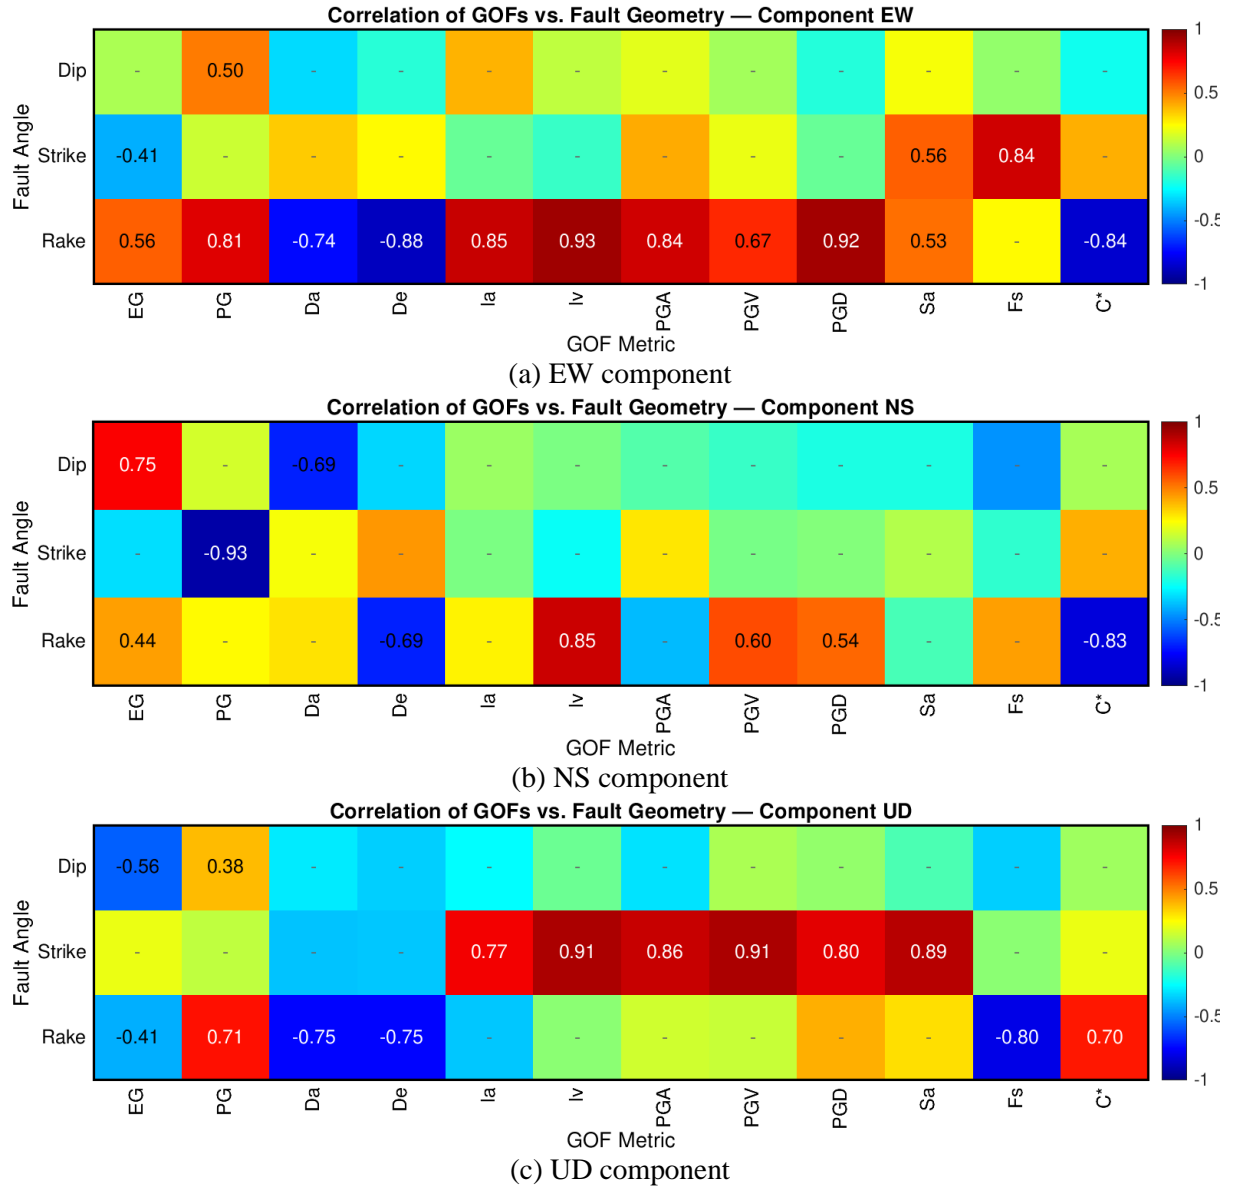 Correlation of GOFs vs. Fault Geometry — Component EW
Fault Angle
Dip - 0.50 - - - - - - - - - -
Strike -0.41 - - - - - - - - 0.56 0.84 -
Rake 0.56 0.81 -0.74 -0.88 0.85 0.93 0.84 0.67 0.92 0.53 - -0.84
EG PG Da De Ia Iv PGA PGV PGD Sa Fs C*
GOF Metric
1
0.5
0
-0.5
-1
(a) EW component
Correlation of GOFs vs. Fault Geometry — Component NS
Fault Angle
Dip 0.75 - -0.69 - - - - - - - - -
Strike - -0.93 - - - - - - - - - -
Rake 0.44 - - -0.69 - 0.85 - 0.60 0.54 - - -0.83
EG PG Da De Ia Iv PGA PGV PGD Sa Fs C*
GOF Metric
1
0.5
0
-0.5
-1
(b) NS component
Correlation of GOFs vs. Fault Geometry — Component UD
Fault Angle
Dip -0.56 0.38 - - - - - - - - - -
Strike - - - - 0.77 0.91 0.86 0.91 0.80 0.89 - -
Rake -0.41 0.71 -0.75 -0.75 - - - - - - -0.80 0.70
EG PG Da De Ia Iv PGA PGV PGD Sa Fs C*
GOF Metric
1
0.5
0
-0.5
-1
(c) UD component